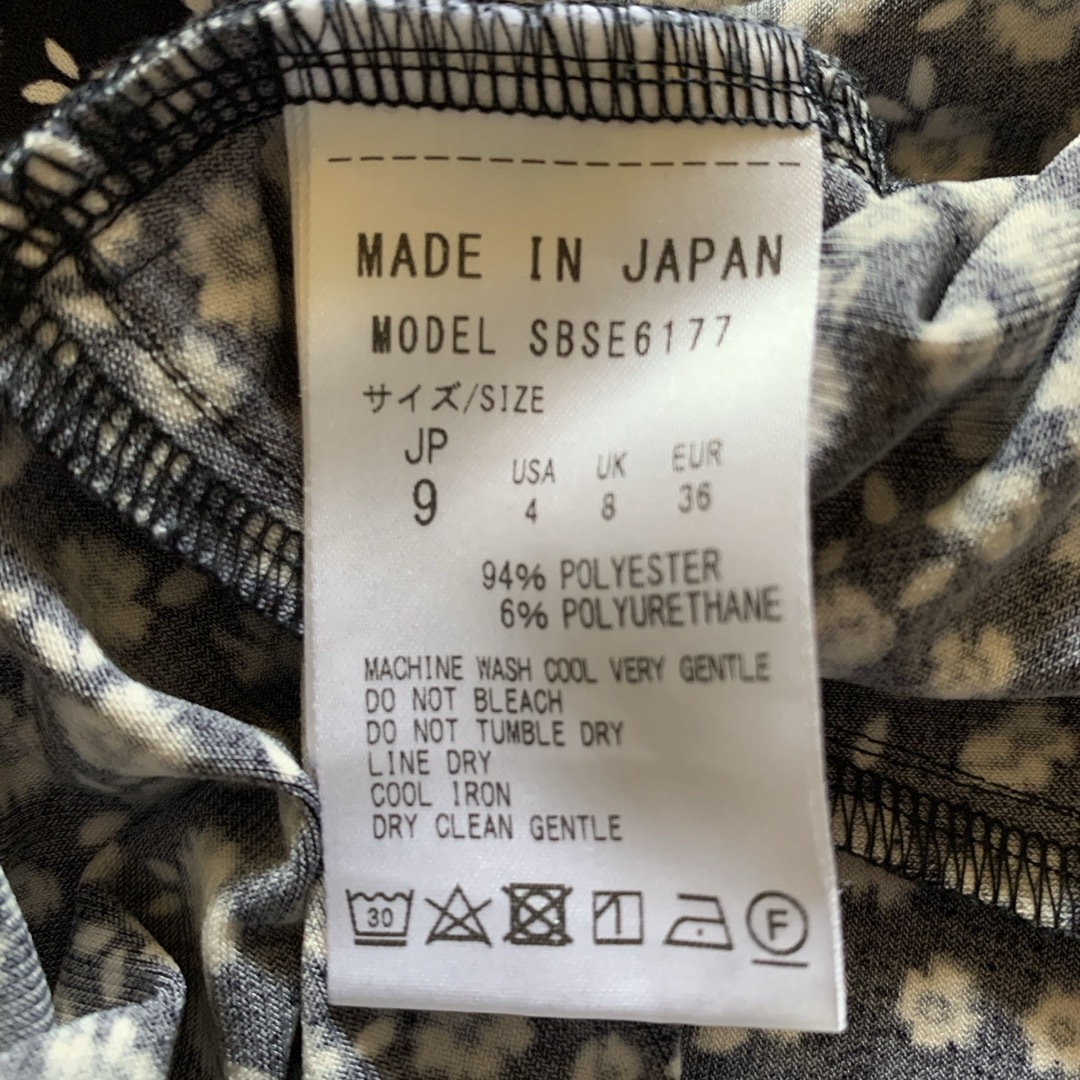 MADE IN JAPAN
MODEL SBSE6177
サイズ/SIZE
JP USA UK EUR
9 4 8 36
94% POLYESTER
6% POLYURETHANE
MACHINE WASH COOL VERY GENTLE
DO NOT BLEACH
DO NOT TUMBLE DRY
LINE DRY
COOL IRON
DRY CLEAN GENTLE
30 F